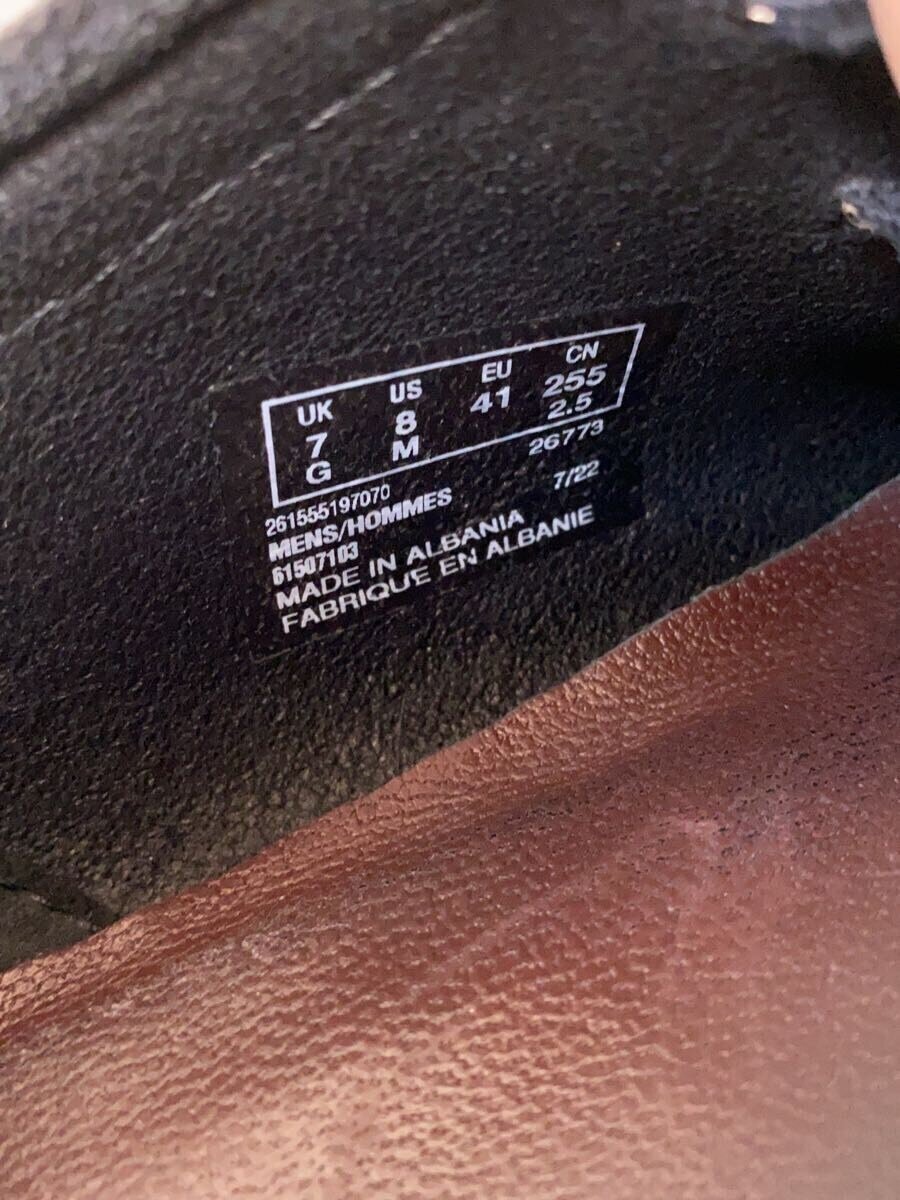 UK US EU CN
7 8 41 255
G M 2.5
261555197070 26773
MENS/HOMMES 7/22
61507103
MADE IN ALBANIA
FABRIQUE EN ALBANIE